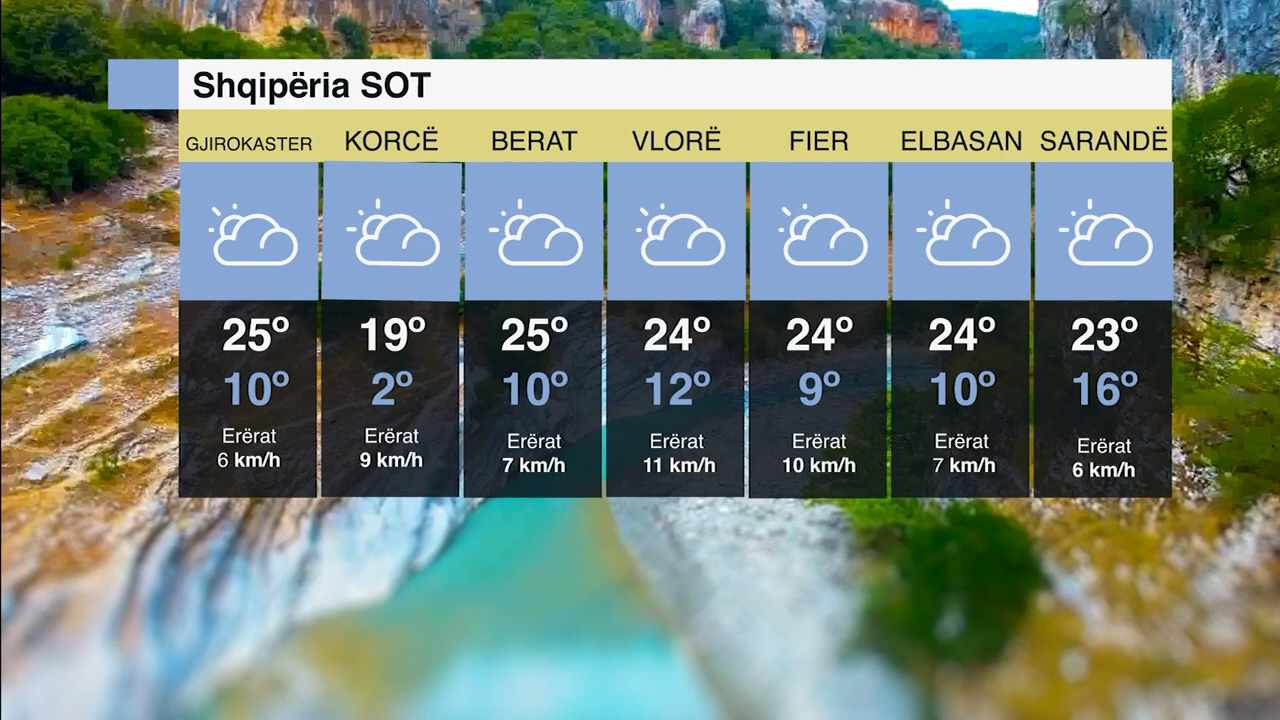 Shqipëria SOT
GJIROKASTER KORCË BERAT VLORË FIER ELBASAN SARANDË
25º 19º 25º 24º 24º 24º 23º
10º 2º 10º 12º 9º 10º 16º
Erërat Erërat Erërat Erërat Erërat Erërat Erërat
6 km/h 9 km/h 7 km/h 11 km/h 10 km/h 7 km/h 6 km/h